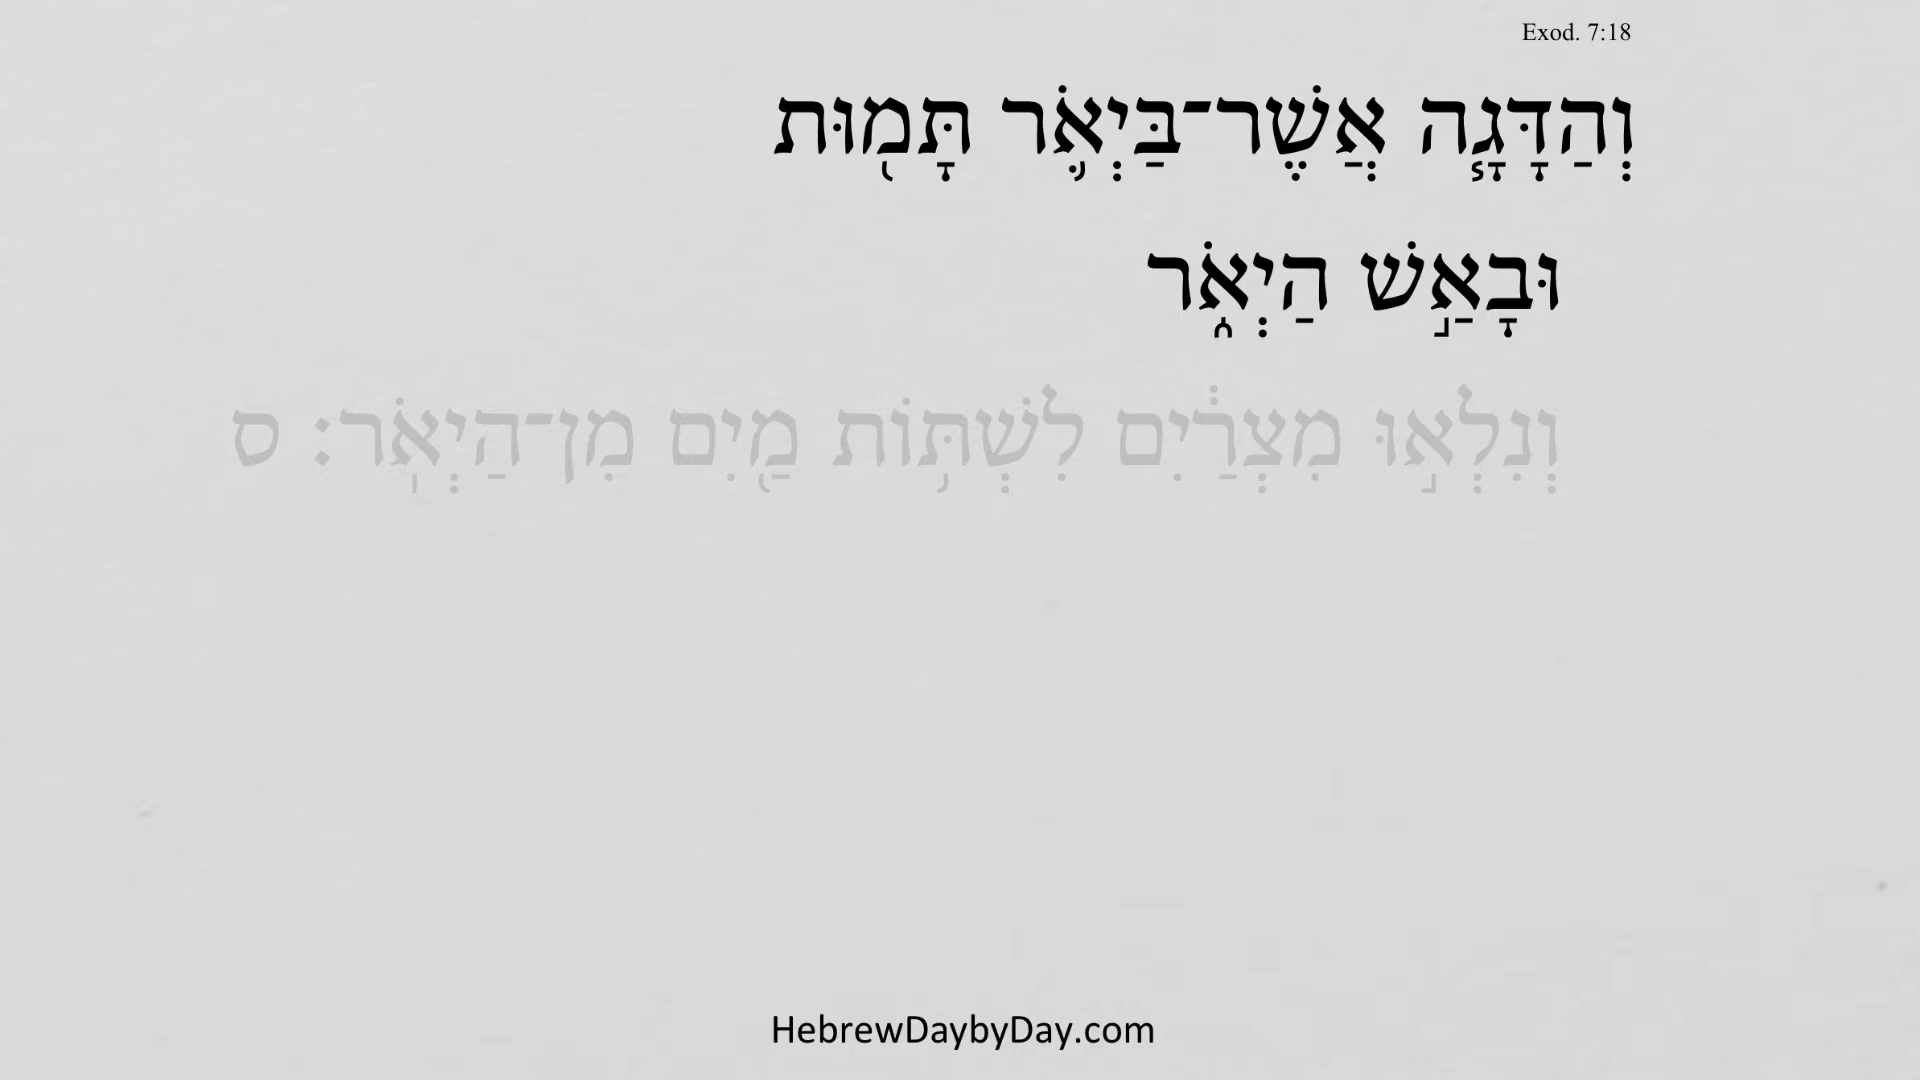 Exod. 7:18
וְהַדָּגָ֧ה אֲשֶׁר־בַּיְאֹ֛ר תָּמ֖וּת
וּבָאַ֣שׁ הַיְאֹ֑ר
וְנִלְא֣וּ מִצְרַ֔יִם לִשְׁתּ֥וֹת מַ֖יִם מִן־הַיְאֹֽר׃ ס
HebrewDaybyDay.com